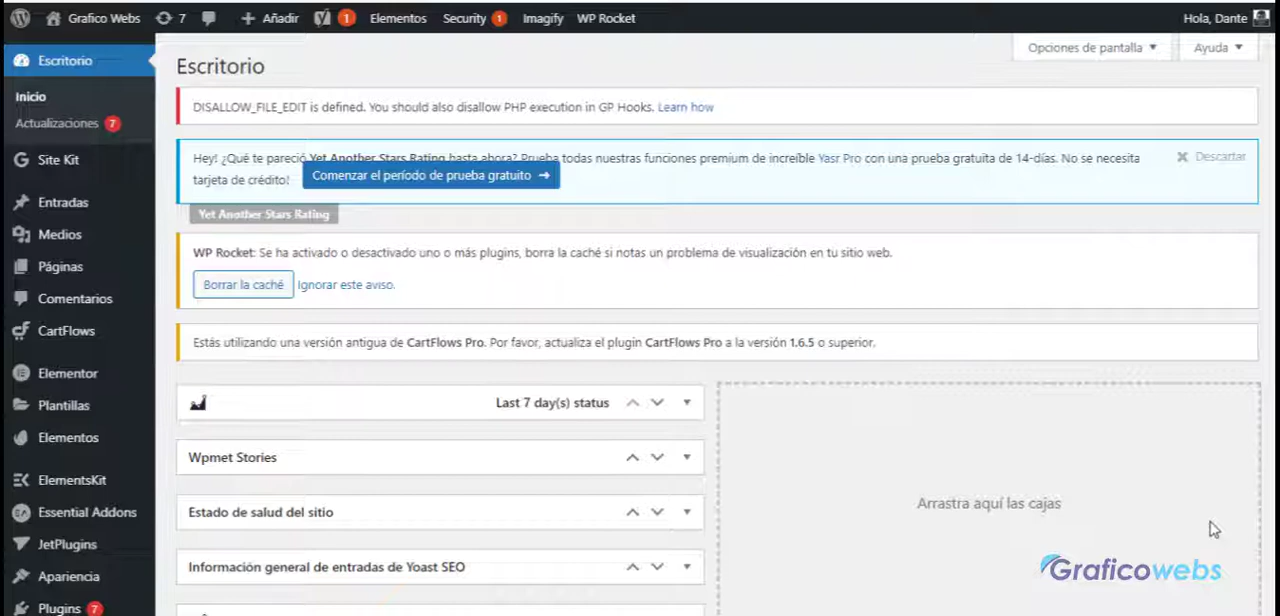 Grafico Webs 7 Añadir 1 Elementos Security 1 Imagify WP Rocket Hola, Dante
Escritorio
Inicio
Actualizaciones 7
Site Kit
Entradas
Medios
Páginas
Comentarios
CartFlows
Elementor
Plantillas
Elementos
ElementsKit
Essential Addons
JetPlugins
Apariencia
Plugins 7
Opciones de pantalla Ayuda
Escritorio
DISALLOW_FILE_EDIT is defined. You should also disallow PHP execution in GP Hooks. Learn how
Hey! ¿Qué te pareció Yet Another Stars Rating hasta ahora? Prueba todas nuestras funciones premium de increíble Yasr Pro con una prueba gratuita de 14-días. No se necesita
tarjeta de crédito! Comenzar el período de prueba gratuito →
Descartar
Yet Another Stars Rating
WP Rocket: Se ha activado o desactivado uno o más plugins, borra la caché si notas un problema de visualización en tu sitio web.
Borrar la caché Ignorar este aviso.
Estás utilizando una versión antigua de CartFlows Pro. Por favor, actualiza el plugin CartFlows Pro a la versión 1.6.5 o superior.
Last 7 day(s) status
Wpmet Stories
Estado de salud del sitio
Información general de entradas de Yoast SEO
Arrastra aquí las cajas
Graficowebs